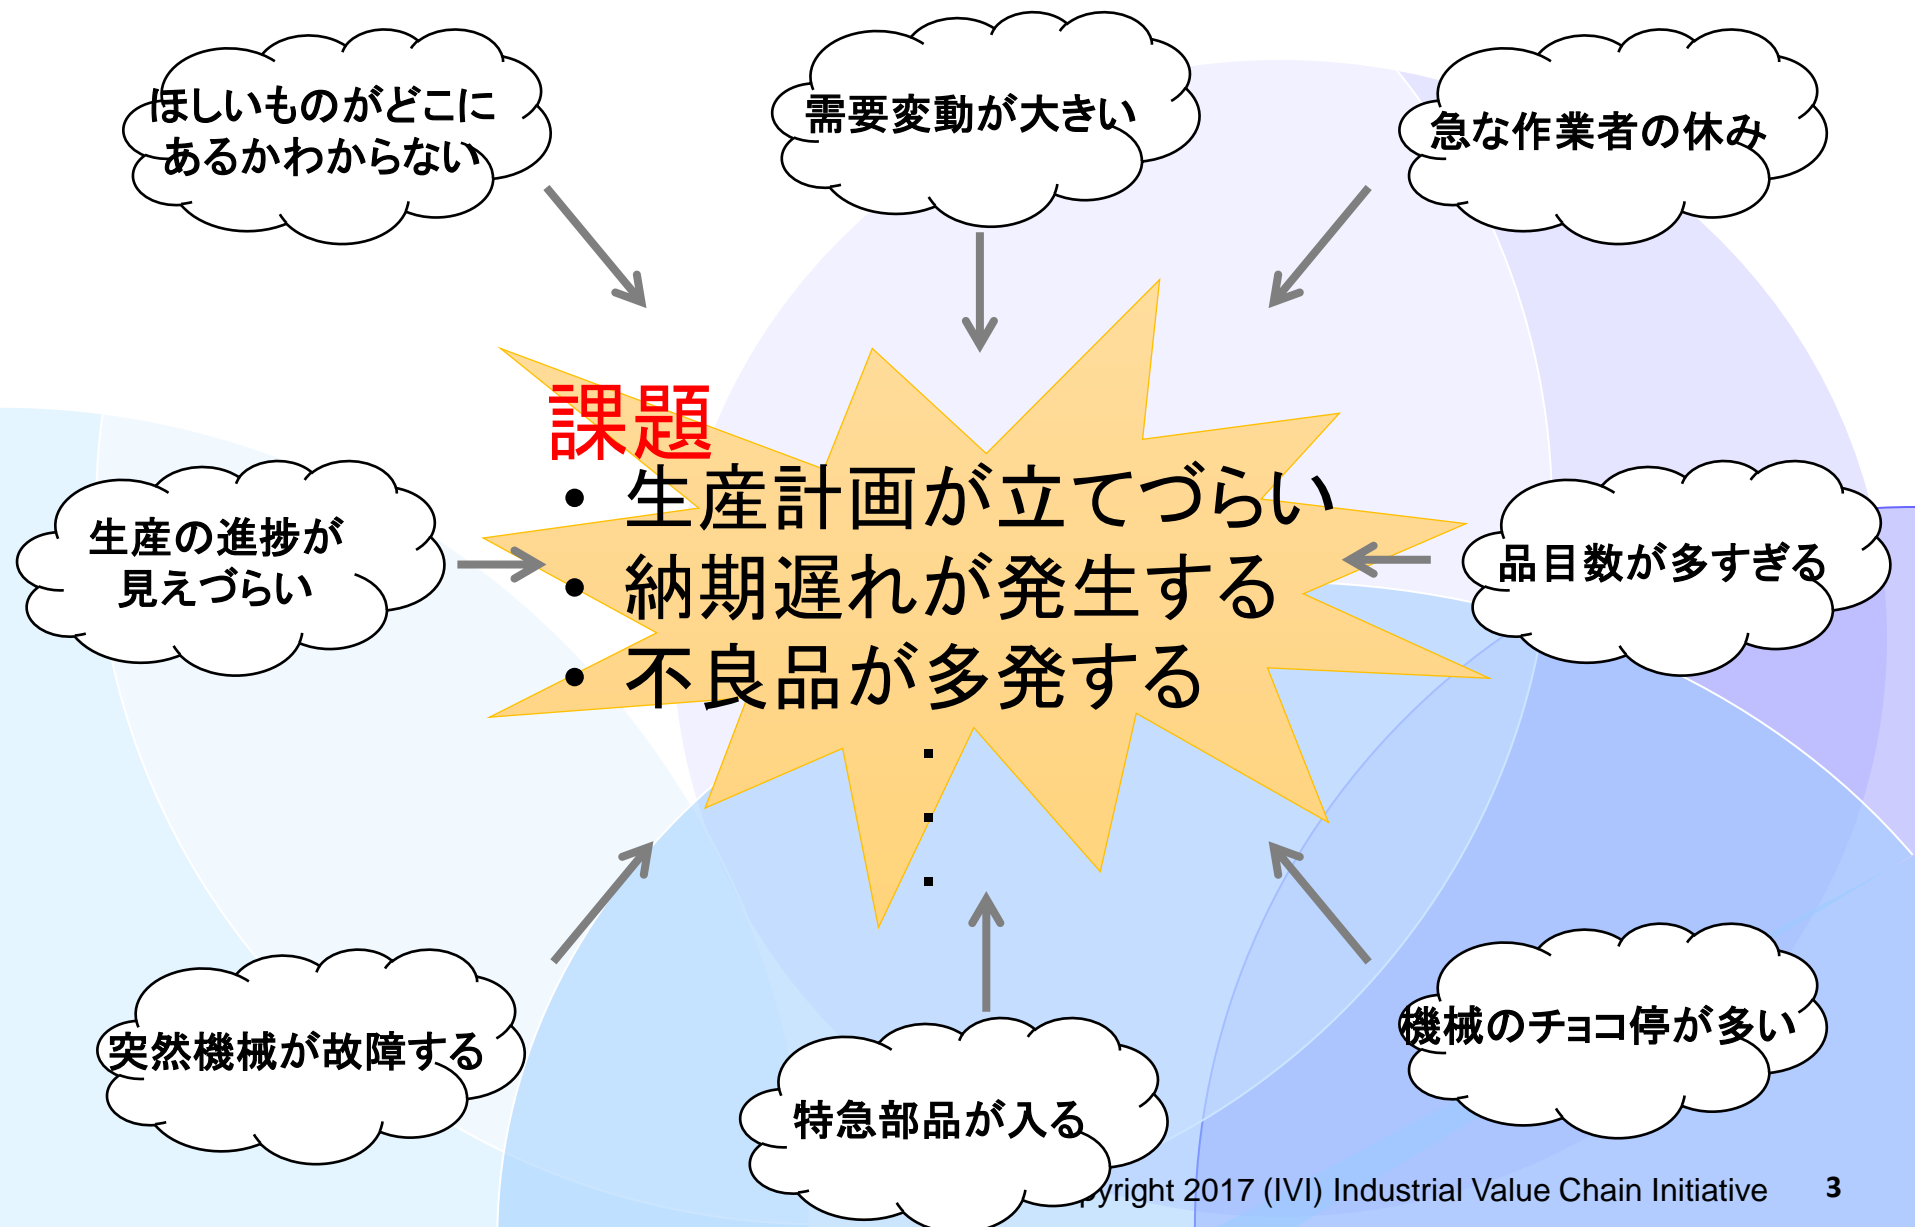 ほしいものがどこに
あるかわからない
需要変動が大きい
急な作業者の休み
課題
• 生産計画が立てづらい
• 納期遅れが発生する
• 不良品が多発する
・
・
・
生産の進捗が
見えづらい
品目数が多すぎる
突然機械が故障する
特急部品が入る
機械のチョコ停が多い
pyright 2017 (IVI) Industrial Value Chain Initiative
3